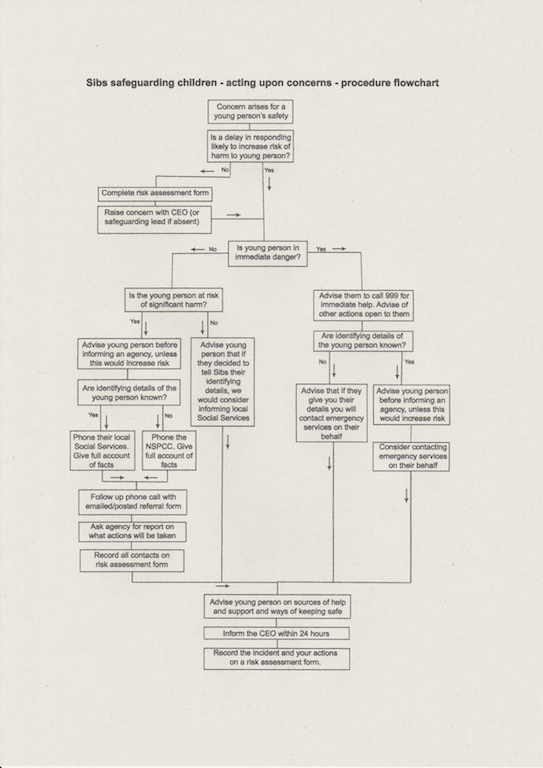 Sibs safeguarding children - acting upon concerns - procedure flowchart
Concern arises for a
young person's safety
Is a delay in responding
likely to increase risk of
harm to young person?
No
Yes
Complete risk assessment form
Raise concern with CEO (or
safeguarding lead if absent)
Is young person in
immediate danger?
No
Yes
Is the young person at risk
of significant harm?
Yes
No
Advise them to call 999 for
immediate help. Advise of
other actions open to them
Are identifying details of
the young person known?
No
Yes
Advise young person before
informing an agency, unless
this would increase risk
Are identifying details of the
young person known?
Yes
No
Advise young
person that if
they decided to
tell Sibs their
identifying
details, we
would consider
informing local
Social Services
Advise that if they
give you their
details you will
contact emergency
services on their
behalf
Advise young person
before informing an
agency, unless this
would increase risk
Consider contacting
emergency services
on their behalf
Phone their local
Social Services.
Give full account
of facts
Phone the
NSPCC. Give
full account of
facts
Follow up phone call with
emailed/posted referral form
Ask agency for report on
what actions will be taken
Record all contacts on
risk assessment form
Advise young person on sources of help
and support and ways of keeping safe
Inform the CEO within 24 hours
Record the incident and your actions
on a risk assessment form.